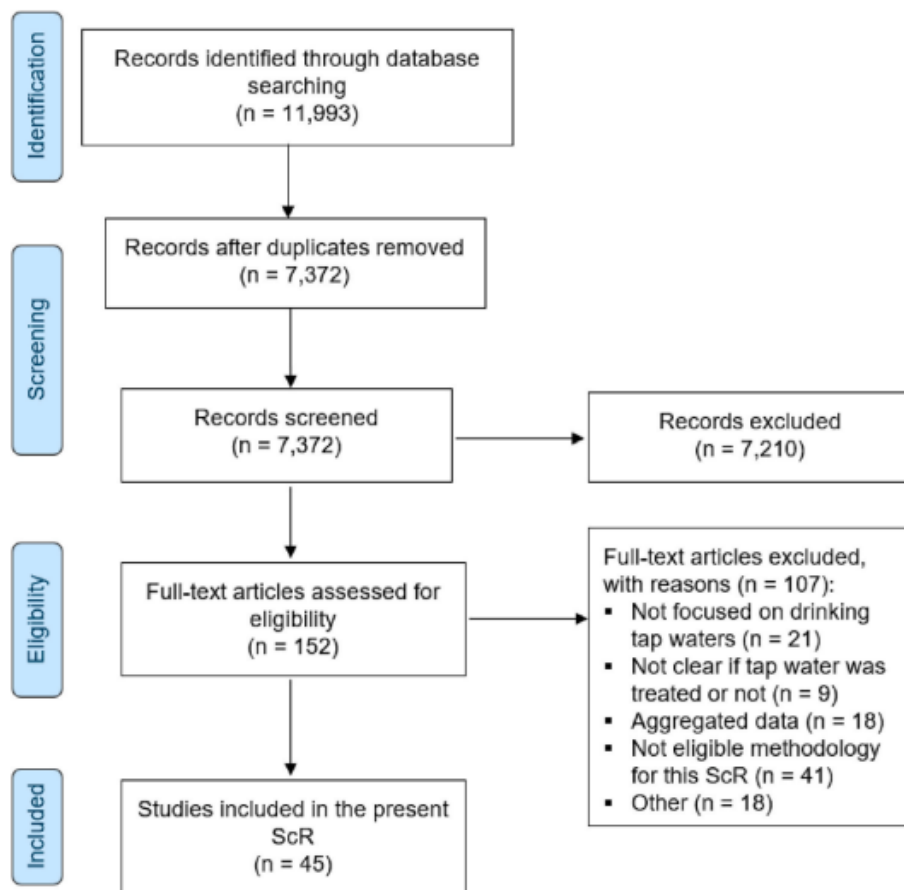 Identification
Records identified through database
searching
(n = 11,993)
Screening
Records after duplicates removed
(n = 7,372)
Records screened
(n = 7,372)
Records excluded
(n = 7,210)
Eligibility
Full-text articles assessed for
eligibility
(n = 152)
Full-text articles excluded,
with reasons (n = 107):
▪ Not focused on drinking
tap waters (n = 21)
▪ Not clear if tap water was
treated or not (n = 9)
▪ Aggregated data (n = 18)
▪ Not eligible methodology
for this ScR (n = 41)
▪ Other (n = 18)
Included
Studies included in the present
ScR
(n = 45)